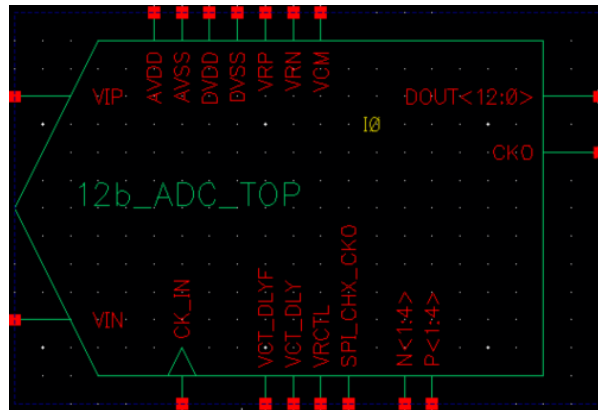 AVDD
AVSS
DVDD
DVSS
VRP
VRN
VCM
VIP
DOUT<12:0>
I0
CKO
12b_ADC_TOP
VIN
CK_IN
VCT_DLYF
VCT_DLY
VRCTL
SPI_CHX_CKO
N<1:4>
P<1:4>